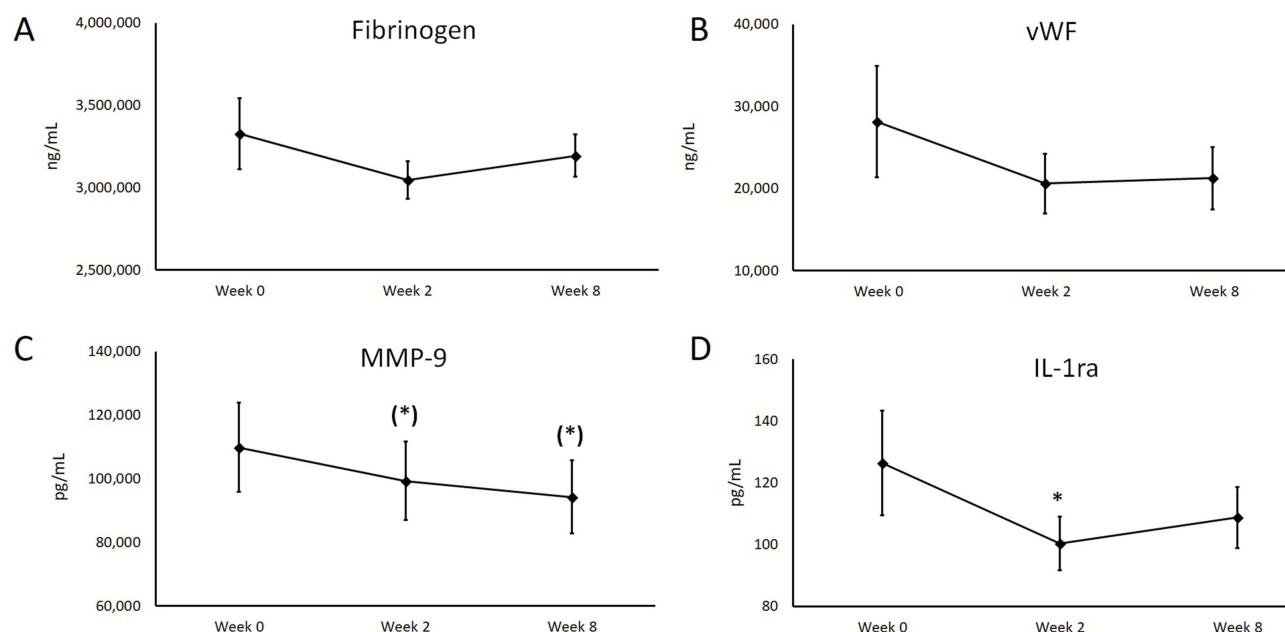 A
Fibrinogen
4,000,000
3,500,000
3,000,000
2,500,000
ng/mL
Week 0 Week 2 Week 8
B
vWF
40,000
30,000
20,000
10,000
ng/mL
Week 0 Week 2 Week 8
C
MMP-9
140,000
120,000
100,000
80,000
60,000
pg/mL
(*)
(*)
Week 0 Week 2 Week 8
D
IL-1ra
160
140
120
100
80
pg/mL
*
Week 0 Week 2 Week 8